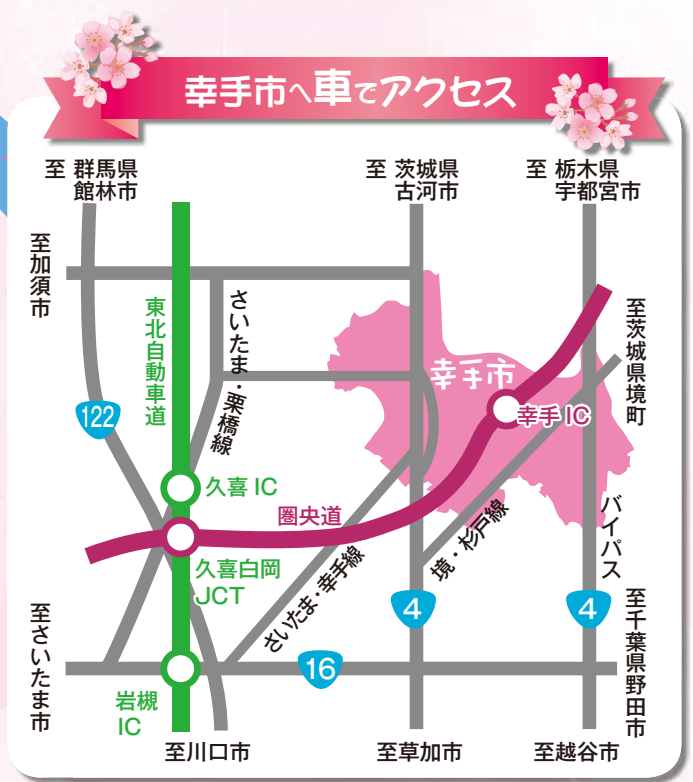 幸手市へ車でアクセス
至 群馬県
館林市
至 茨城県
古河市
至 栃木県
宇都宮市
至加須市
東北自動車道
さいたま・栗橋線
至茨城県境町
幸手市
122
幸手 IC
久喜 IC
圏央道
バイパス
境・杉戸線
久喜白岡
JCT
さいたま・幸手線
4
4
至さいたま市
至千葉県野田市
16
岩槻
IC
至川口市
至草加市
至越谷市